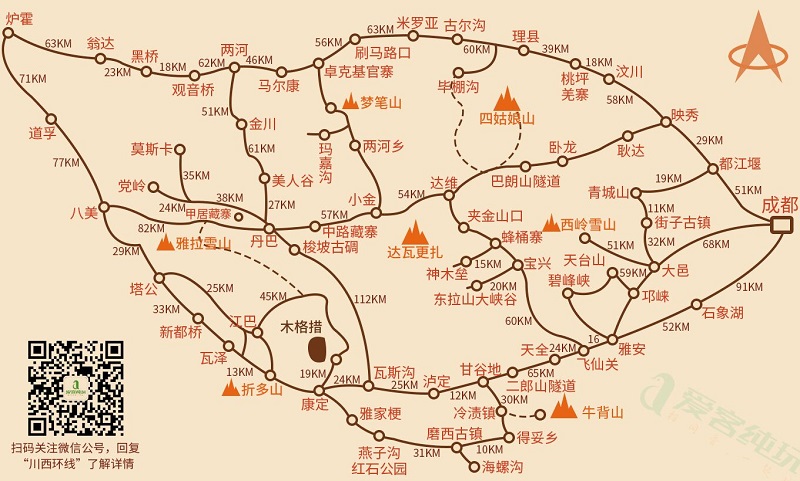 炉霍
63KM
翁达
23KM
黑桥
18KM
观音桥
62KM
两河
46KM
马尔康
56KM
卓克基官寨
63KM
刷马路口
米罗亚
古尔沟
60KM
毕棚沟
理县
39KM
桃坪
羌寨
18KM
汶川
58KM
映秀
71KM
道孚
77KM
八美
莫斯卡
35KM
党岭
24KM
38KM
甲居藏寨
51KM
金川
61KM
美人谷
27KM
梦笔山
玛嘉沟
两河乡
四姑娘山
卧龙
耿达
巴朗山隧道
29KM
都江堰
19KM
青城山
51KM
成都
11KM
街子古镇
32KM
68KM
82KM
雅拉雪山
丹巴
57KM
中路藏寨
小金
54KM
达维
梭坡古碉
夹金山口
达瓦更扎
蜂桶寨
神木垒
15KM
宝兴
20KM
东拉山大峡谷
60KM
西岭雪山
51KM
天台山
59KM
碧峰峡
大邑
邛崃
91KM
石象湖
52KM
29KM
塔公
25KM
33KM
新都桥
江巴
45KM
木格措
112KM
瓦泽
13KM
折多山
19KM
康定
24KM
瓦斯沟
25KM
泸定
12KM
甘谷地
65KM
二郎山隧道
天全
24KM
飞仙关
16
雅安
30KM
冷渍镇
牛背山
雅家梗
燕子沟
红石公园
31KM
磨西古镇
10KM
得妥乡
海螺沟
扫码关注微信公号，回复
“川西环线”了解详情
爱客纯玩